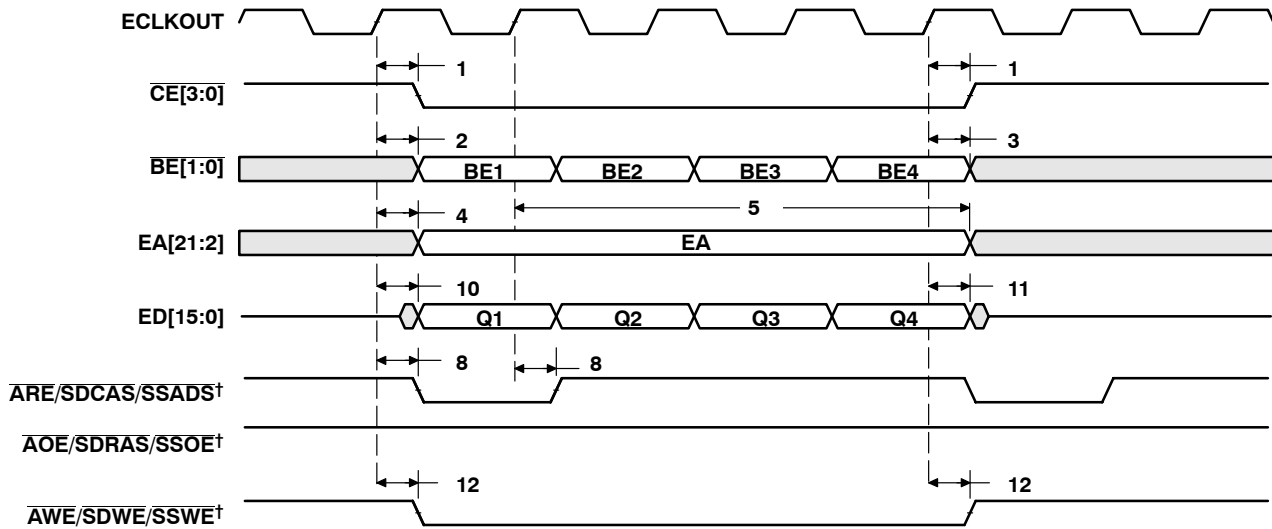 ECLKOUT
1 1
CE[3:0]
2 3
BE[1:0] BE1 BE2 BE3 BE4
4 5
EA[21:2] EA
10 11
ED[15:0] Q1 Q2 Q3 Q4
8 8
ARE/SDCAS/SSADS†
AOE/SDRAS/SSOE†
12 12
AWE/SDWE/SSWE†